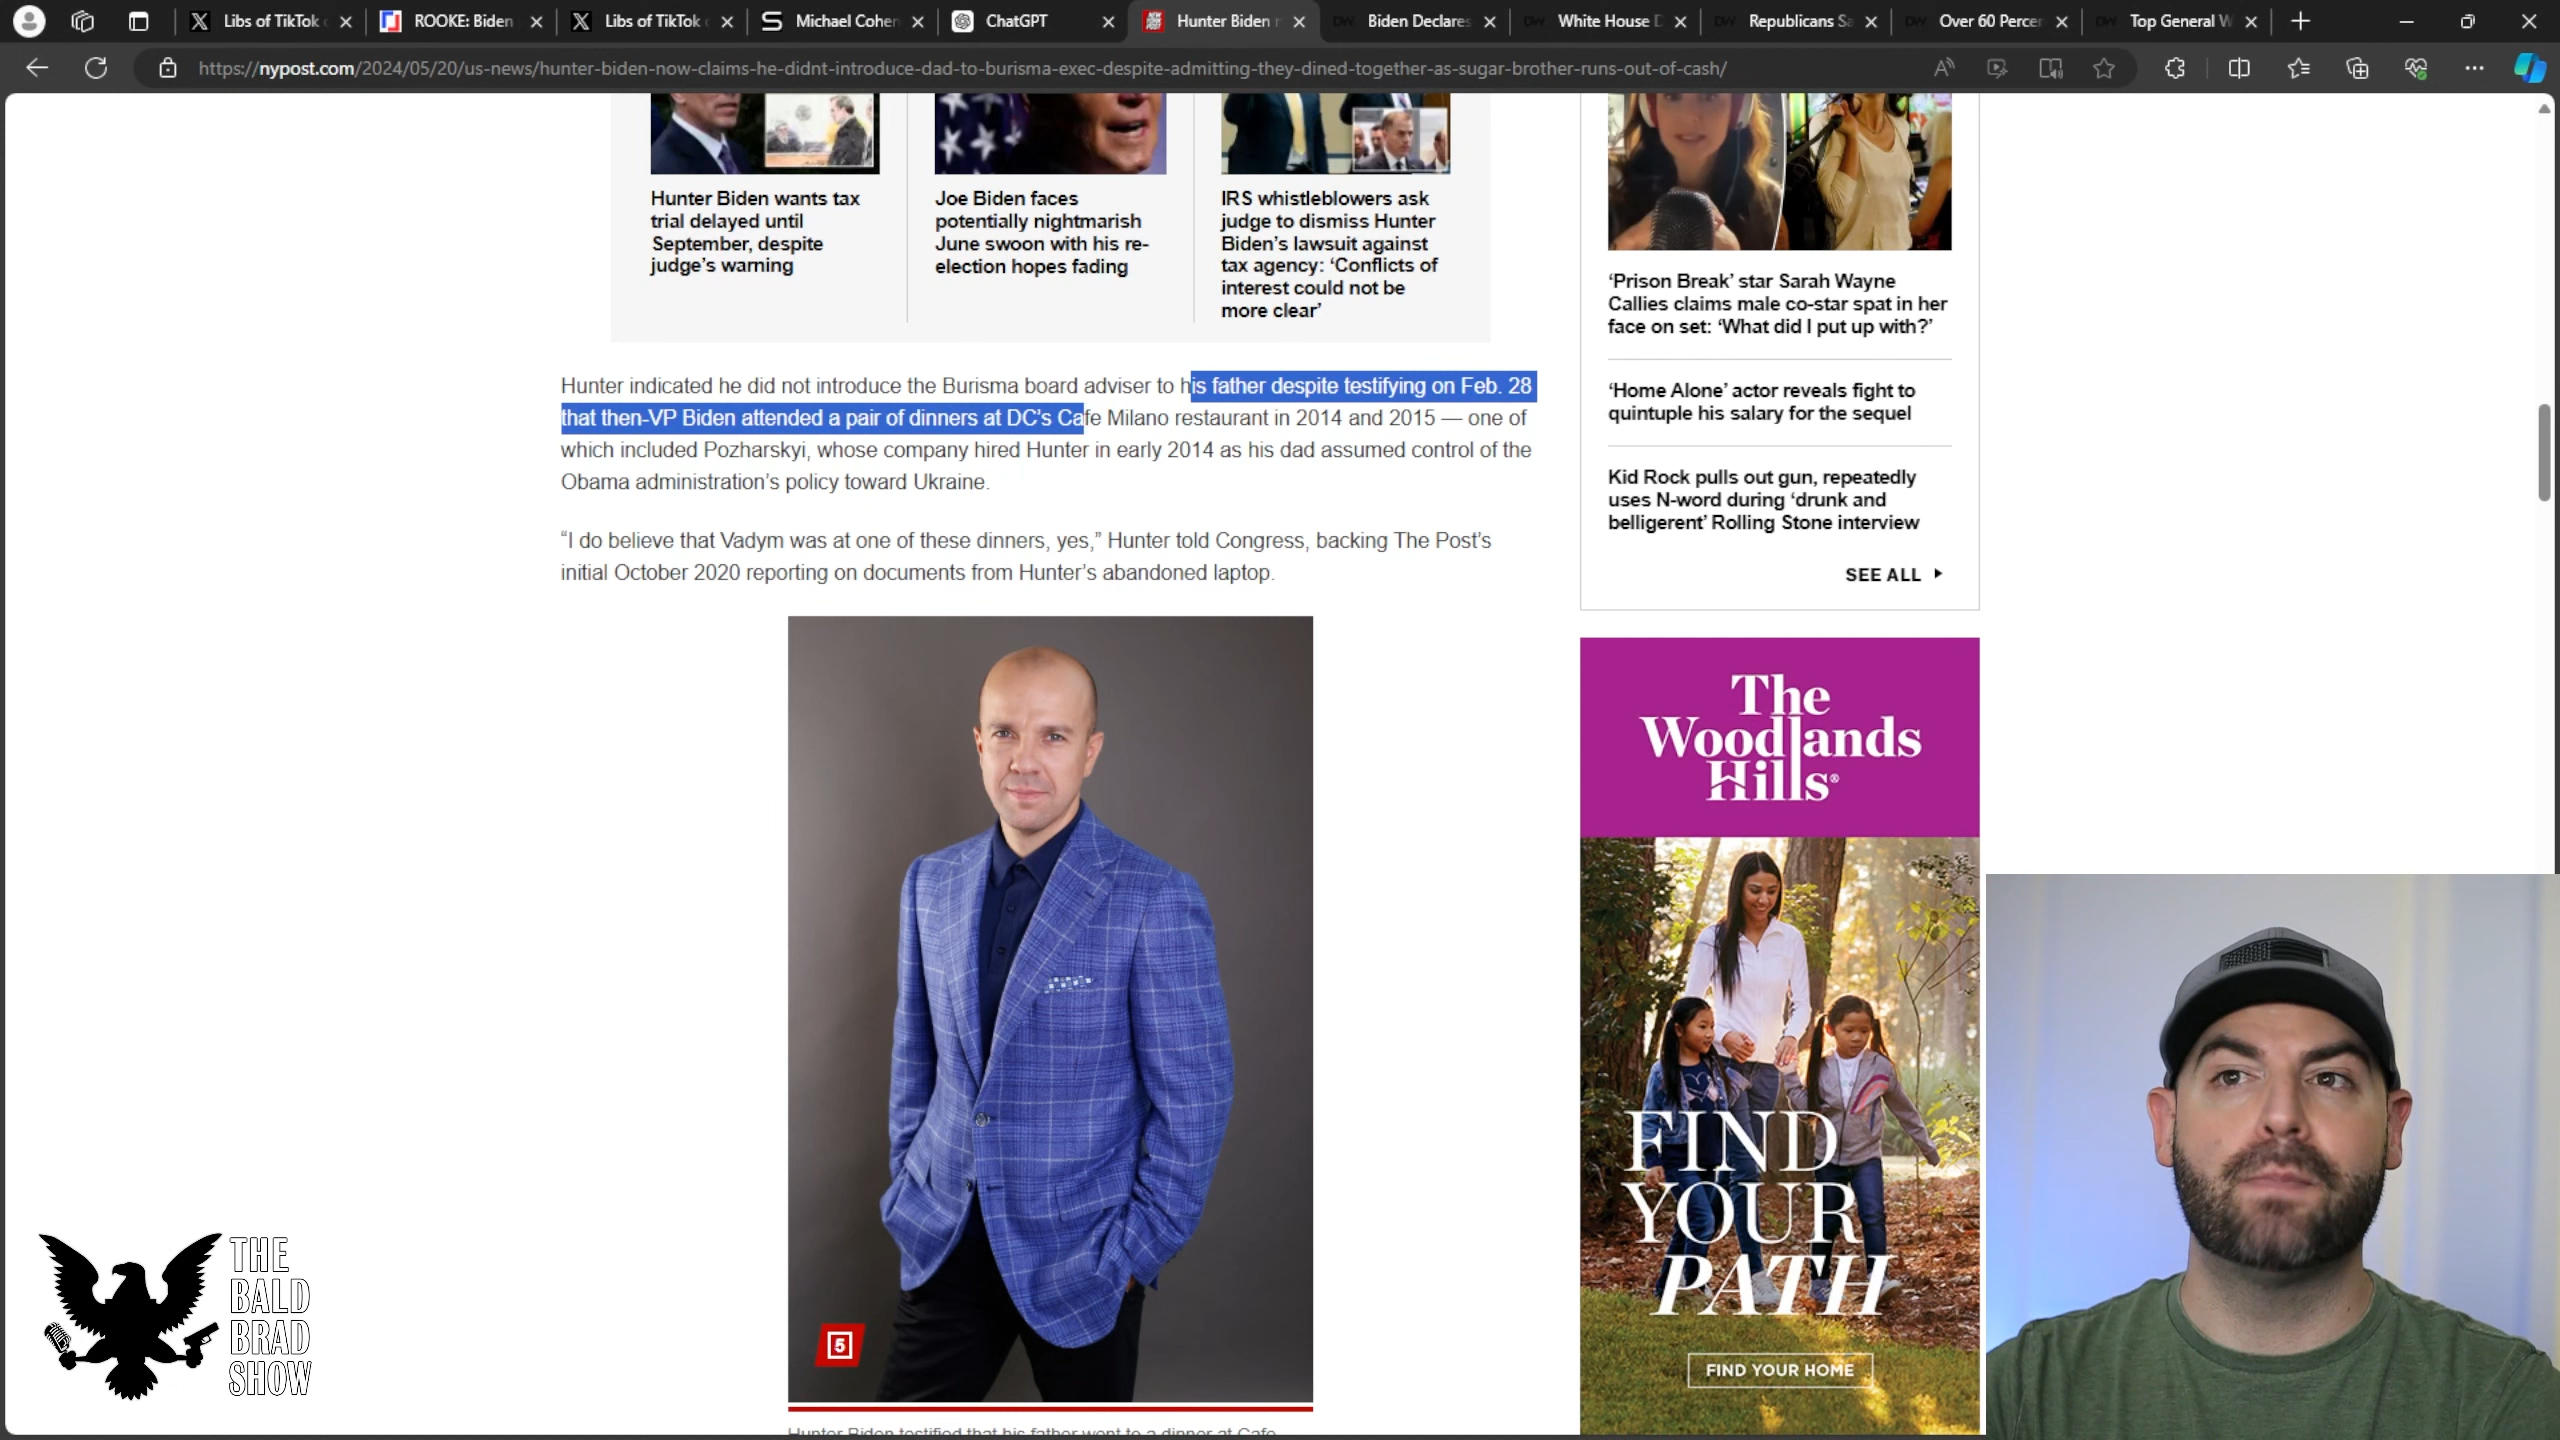 Libs of TikTok
ROOKE: Biden
Libs of TikTok
Michael Cohen
ChatGPT
Hunter Biden
Biden Declares
White House
Republicans Sa
Over 60 Percen
Top General W
https://nypost.com/2024/05/20/us-news/hunter-biden-now-claims-he-didnt-introduce-dad-to-burisma-exec-despite-admitting-they-dined-together-as-sugar-brother-runs-out-of-cash/
Hunter Biden wants tax
trial delayed until
September, despite
judge’s warning
Joe Biden faces
potentially nightmarish
June swoon with his re-
election hopes fading
IRS whistleblowers ask
judge to dismiss Hunter
Biden’s lawsuit against
tax agency: ‘Conflicts of
interest could not be
more clear’
Hunter indicated he did not introduce the Burisma board adviser to his father despite testifying on Feb. 28
that then-VP Biden attended a pair of dinners at DC’s Cafe Milano restaurant in 2014 and 2015 — one of
which included Pozharskyi, whose company hired Hunter in early 2014 as his dad assumed control of the
Obama administration’s policy toward Ukraine.
“I do believe that Vadym was at one of these dinners, yes,” Hunter told Congress, backing The Post’s
initial October 2020 reporting on documents from Hunter’s abandoned laptop.
5
Hunter Biden testified that his father went to a dinner at Cafe
‘Prison Break’ star Sarah Wayne
Callies claims male co-star spat in her
face on set: ‘What did I put up with?’
‘Home Alone’ actor reveals fight to
quintuple his salary for the sequel
Kid Rock pulls out gun, repeatedly
uses N-word during ‘drunk and
belligerent’ Rolling Stone interview
SEE ALL
The
Woodlands
Hills®
FIND
YOUR
PATH
FIND YOUR HOME
THE
BALD
BRAD
SHOW